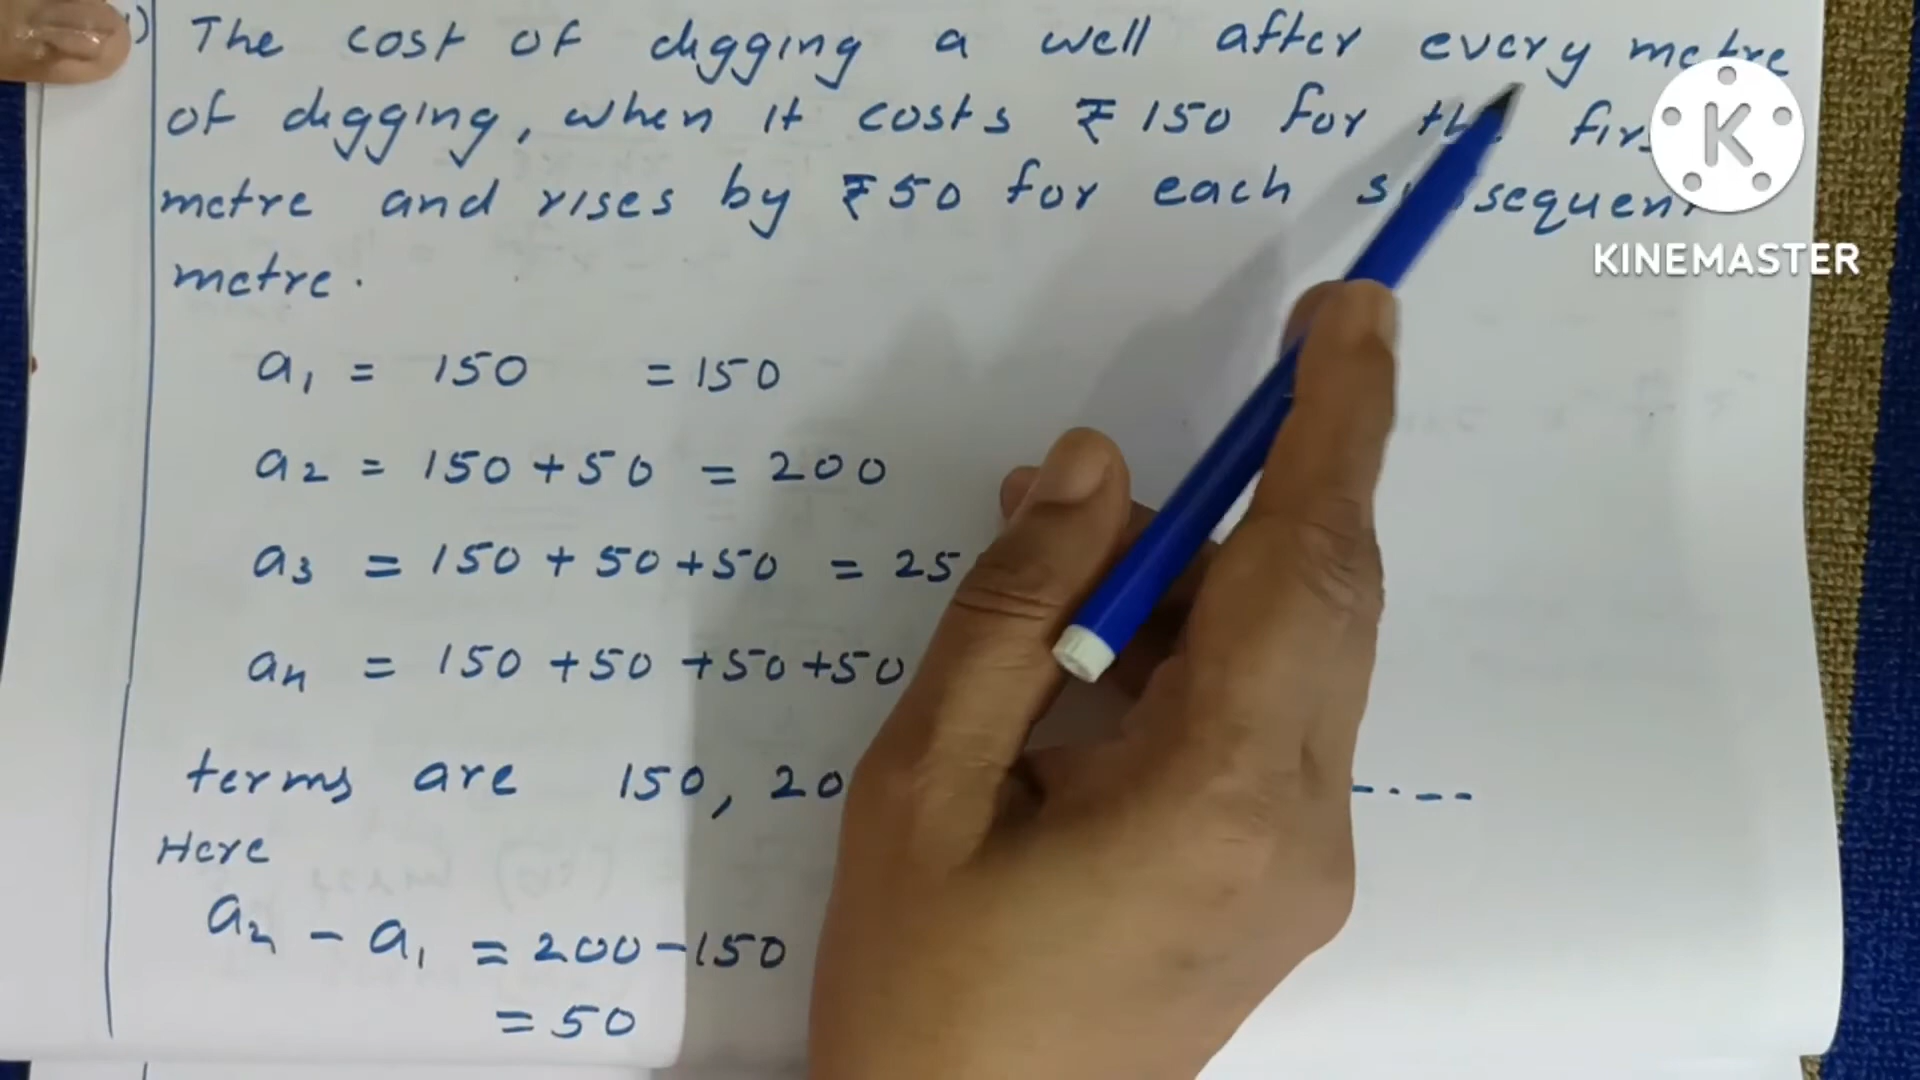 The cost of digging a well after every metre
of digging, when it costs ₹ 150 for the
metre and rises by ₹ 50 for each subsequent
metre.
K
KINEMASTER
a1 = 150 = 150
a2 = 150 + 50 = 200
a3 = 150 + 50 + 50 = 25
an = 150 + 50 + 50 + 50
terms are 150, 20
Here
a2 - a1 = 200 - 150
= 50